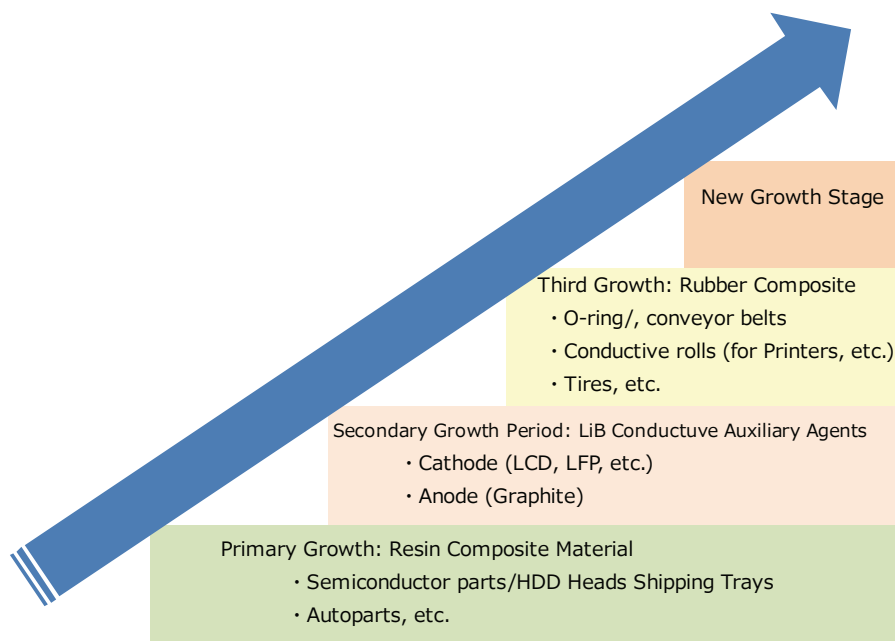 New Growth Stage
Third Growth: Rubber Composite
・O-ring/, conveyor belts
・Conductive rolls (for Printers, etc.)
・Tires, etc.
Secondary Growth Period: LiB Conductuve Auxiliary Agents
・Cathode (LCD, LFP, etc.)
・Anode (Graphite)
Primary Growth: Resin Composite Material
・Semiconductor parts/HDD Heads Shipping Trays
・Autoparts, etc.